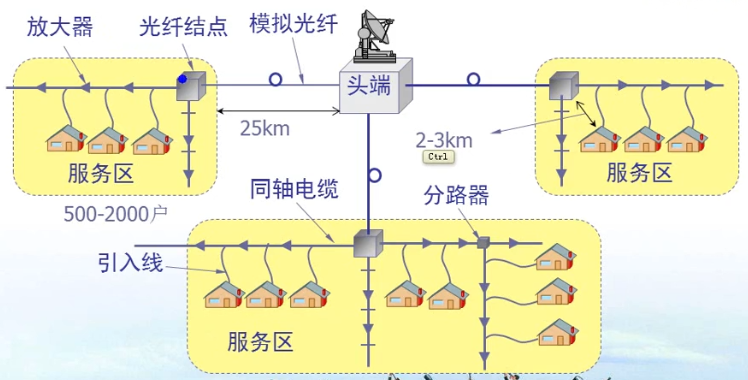 放大器
光纤结点
模拟光纤
头端
25km
2-3km
Ctrl
服务区
服务区
500-2000户
同轴电缆
分路器
引入线
服务区